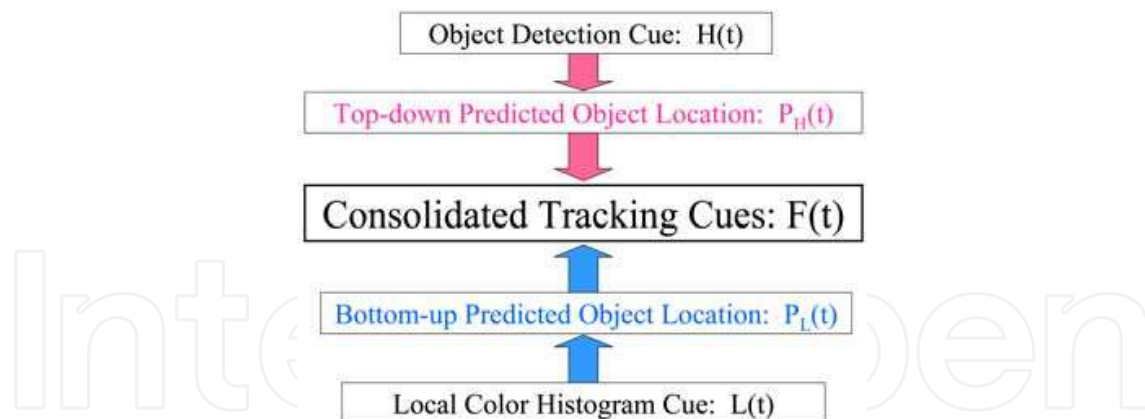 Object Detection Cue: H(t)
Top-down Predicted Object Location: P_H(t)
Consolidated Tracking Cues: F(t)
Bottom-up Predicted Object Location: P_L(t)
Local Color Histogram Cue: L(t)